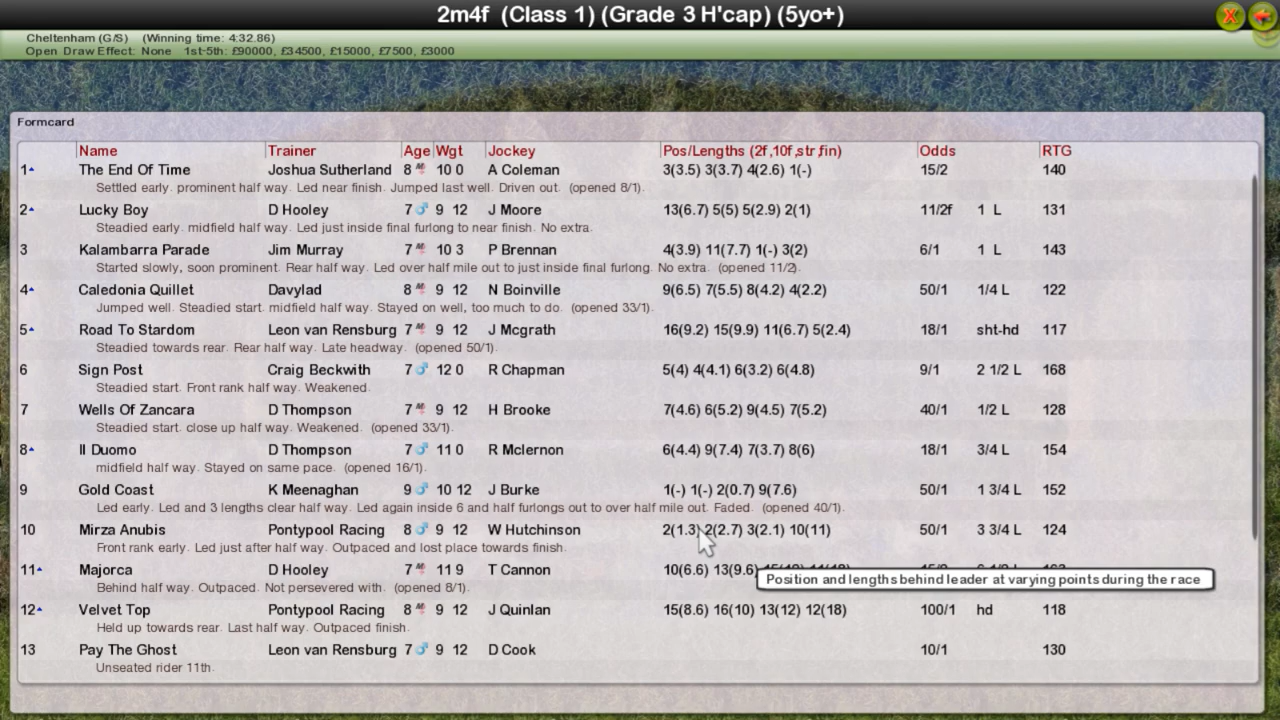 2m4f (Class 1) (Grade 3 H'cap) (5yo+)
Cheltenham (G/S) (Winning time: 4:32.86)
Open Draw Effect: None 1st-5th: £90000, £34500, £15000, £7500, £3000
Formcard
Name Trainer Age Wgt Jockey Pos/Lengths (2f,10f,str,fin) Odds RTG
1 The End Of Time Joshua Sutherland 8 10 0 A Coleman 3(3.5) 3(3.7) 4(2.6) 1(-) 15/2 140
Settled early. prominent half way. Led near finish. Jumped last well. Driven out. (opened 8/1).
2 Lucky Boy D Hooley 7 9 12 J Moore 13(6.7) 5(5) 5(2.9) 2(1) 11/2f 1 L 131
Steadied early. midfield half way. Led just inside final furlong to near finish. No extra.
3 Kalambarra Parade Jim Murray 7 10 3 P Brennan 4(3.9) 11(7.7) 1(-) 3(2) 6/1 1 L 143
Started slowly, soon prominent. Rear half way. Led over half mile out to just inside final furlong. No extra. (opened 11/2).
4 Caledonia Quillet Davylad 8 9 12 N Boinville 9(6.5) 7(5.5) 8(4.2) 4(2.2) 50/1 1/4 L 122
Jumped well. Steadied start. midfield half way. Stayed on well, too much to do. (opened 33/1).
5 Road To Stardom Leon van Rensburg 7 9 12 J Mcgrath 16(9.2) 15(9.9) 11(6.7) 5(2.4) 18/1 sht-hd 117
Steadied towards rear. Rear half way. Late headway. (opened 50/1).
6 Sign Post Craig Beckwith 7 12 0 R Chapman 5(4) 4(4.1) 6(3.2) 6(4.8) 9/1 2 1/2 L 168
Steadied start. Front rank half way. Weakened.
7 Wells Of Zancara D Thompson 7 9 12 H Brooke 7(4.6) 6(5.2) 9(4.5) 7(5.2) 40/1 1/2 L 128
Steadied start. close up half way. Weakened. (opened 33/1).
8 Il Duomo D Thompson 7 11 0 R Mclernon 6(4.4) 9(7.4) 7(3.7) 8(6) 18/1 3/4 L 154
midfield half way. Stayed on same pace. (opened 16/1).
9 Gold Coast K Meenaghan 9 10 12 J Burke 1(-) 1(-) 2(0.7) 9(7.6) 50/1 1 3/4 L 152
Led early. Led and 3 lengths clear half way. Led again inside 6 and half furlongs out to over half mile out. Faded. (opened 40/1).
10 Mirza Anubis Pontypool Racing 8 9 12 W Hutchinson 2(1.3) 2(2.7) 3(2.1) 10(11) 50/1 3 3/4 L 124
Front rank early. Led just after half way. Outpaced and lost place towards finish.
11 Majorca D Hooley 7 11 9 T Cannon 10(6.6) 13(9.6)
Position and lengths behind leader at varying points during the race
Behind half way. Outpaced. Not persevered with. (opened 8/1).
12 Velvet Top Pontypool Racing 8 9 12 J Quinlan 15(8.6) 16(10) 13(12) 12(18) 100/1 hd 118
Held up towards rear. Last half way. Outpaced finish.
13 Pay The Ghost Leon van Rensburg 7 9 12 D Cook 10/1 130
Unseated rider 11th.